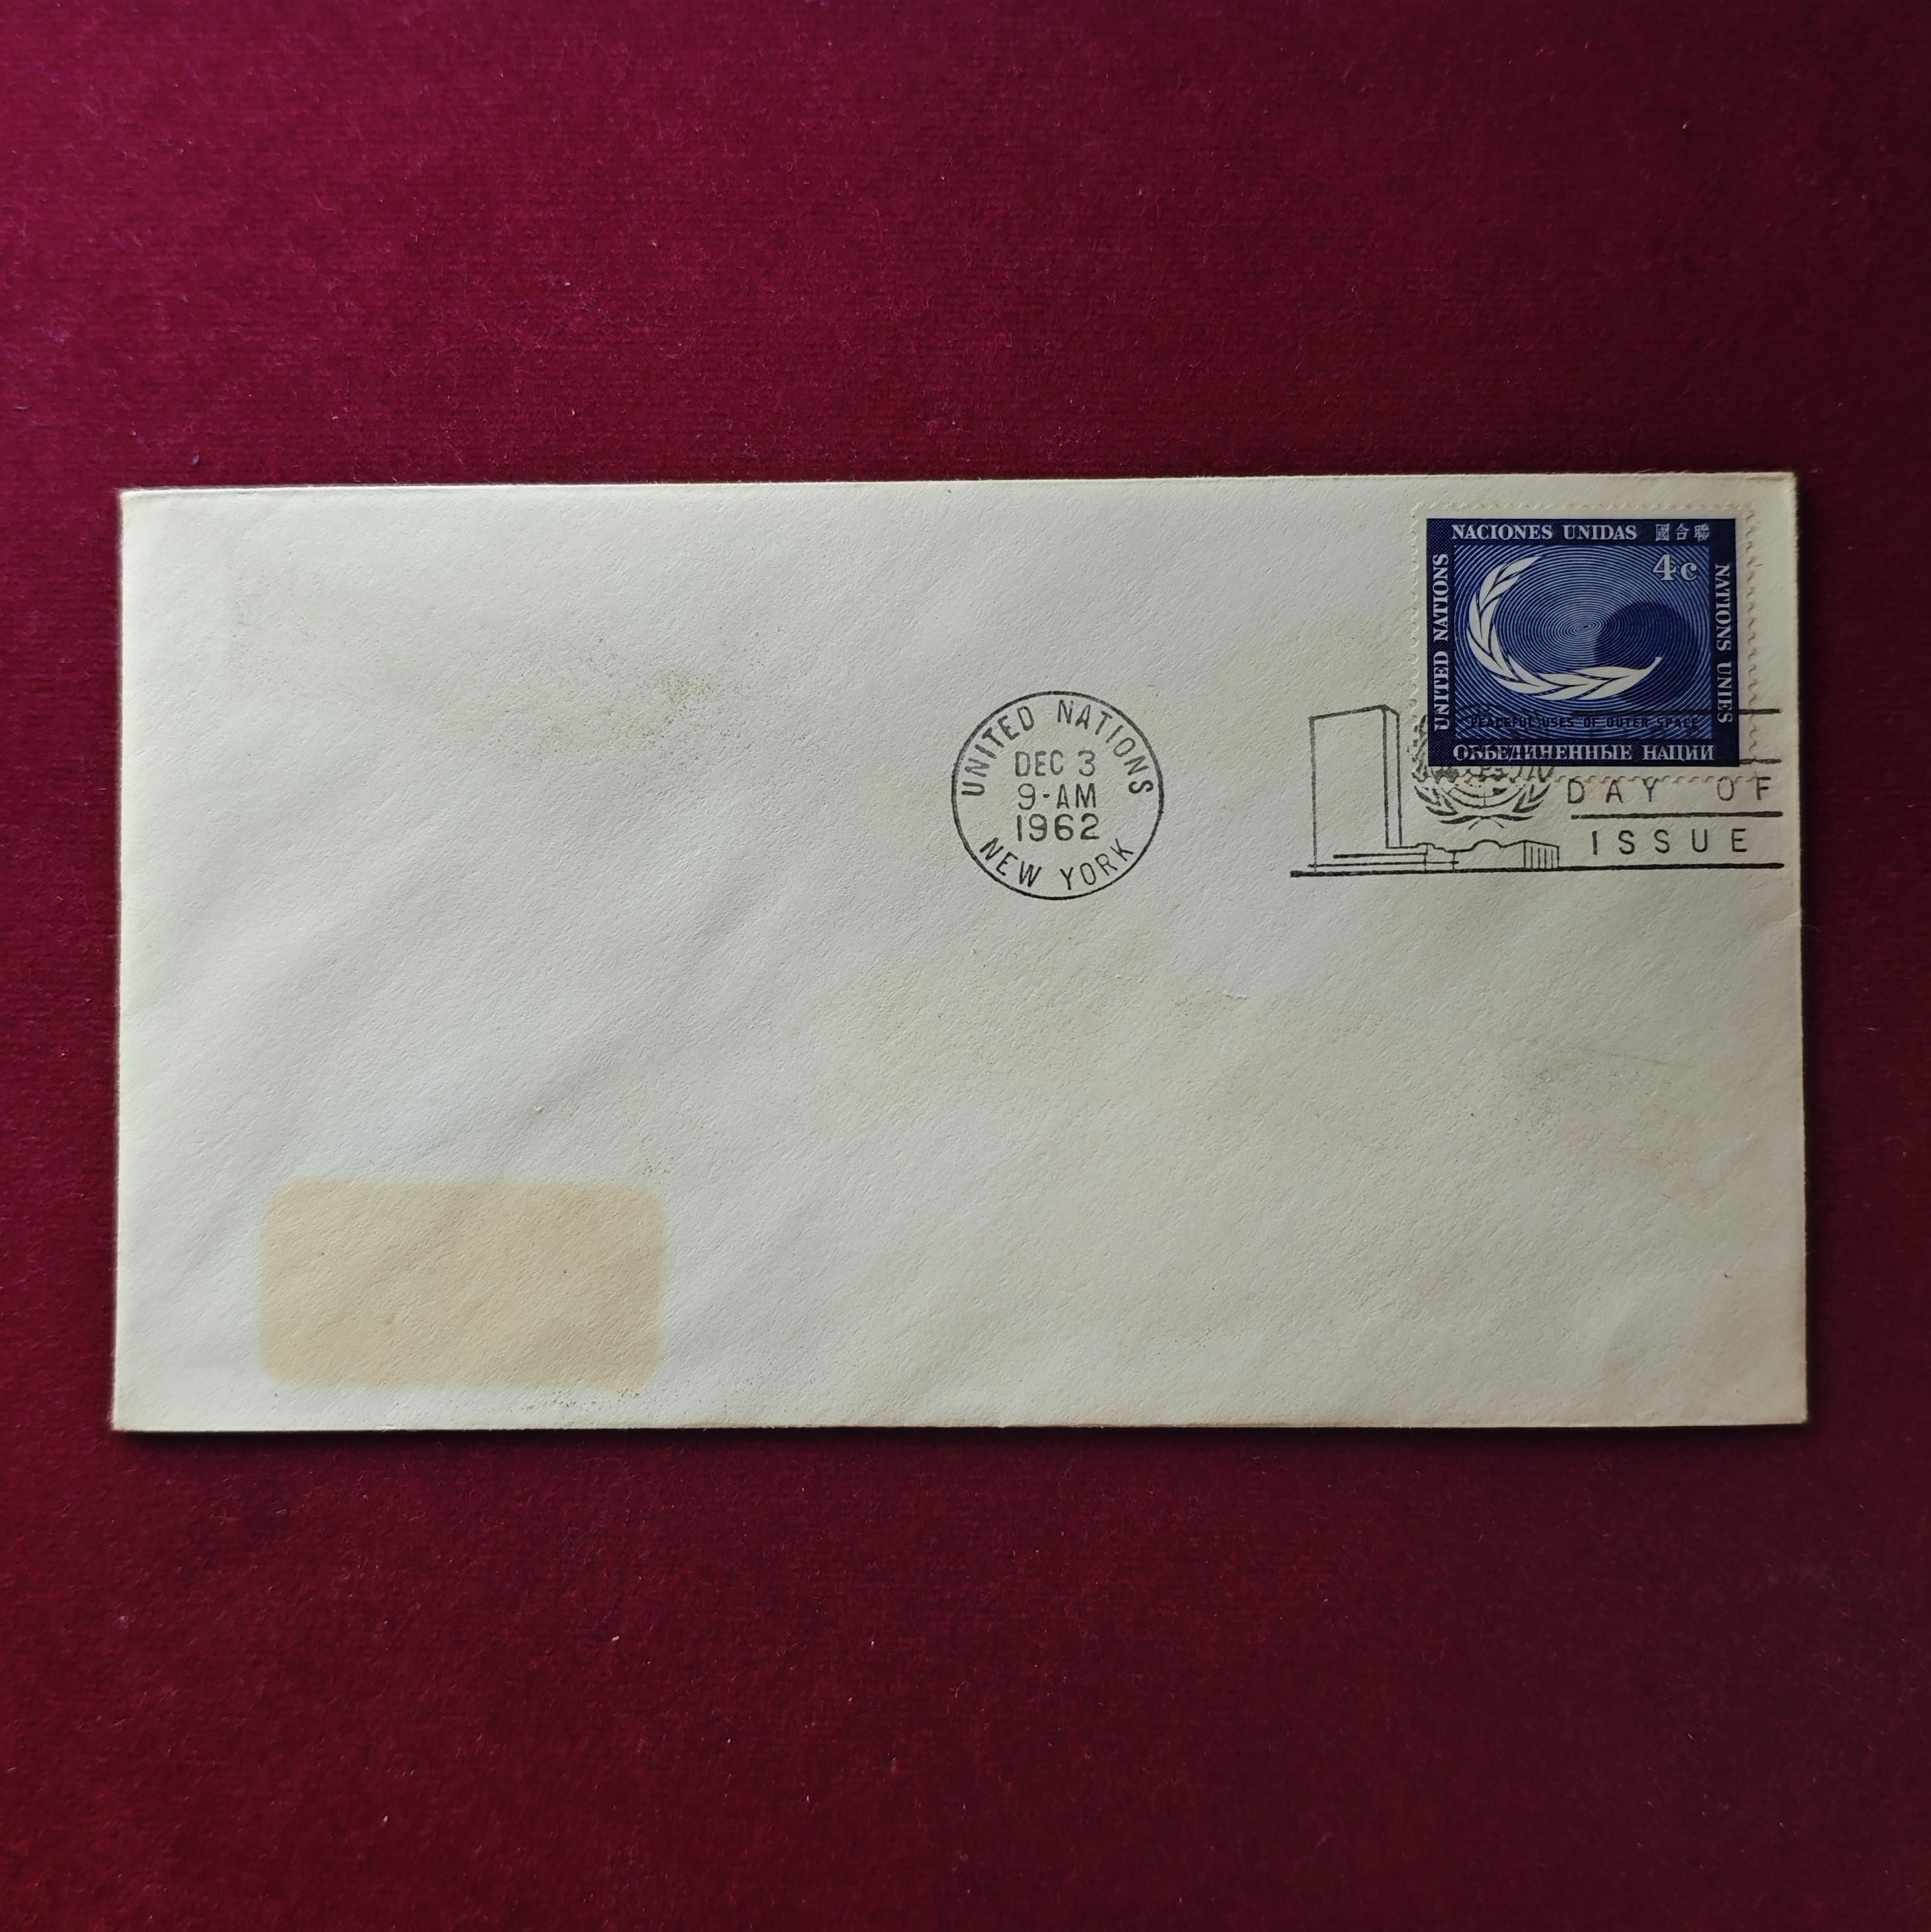 NACIONES UNIDAS 國合聯
4c
UNITED NATIONS
NATIONS UNIES
PEACEFUL USES OF OUTER SPACE
ОБЪЕДИНЕННЫЕ НАЦИИ
UNITED NATIONS
DEC 3
9-AM
1962
NEW YORK
DAY OF
ISSUE